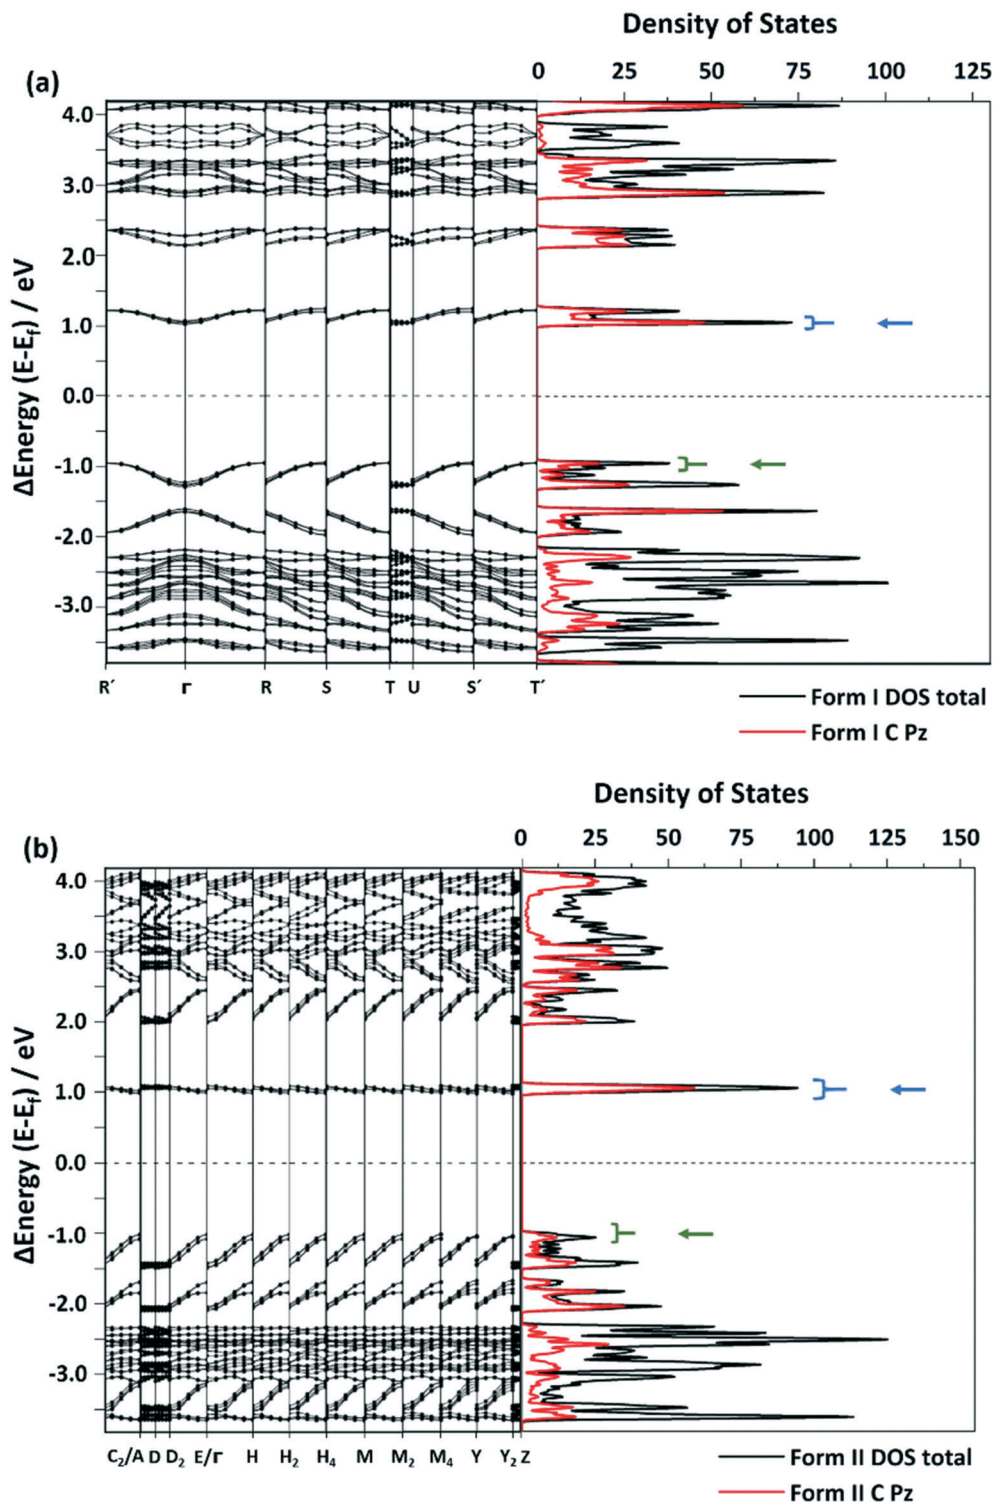 Density of States
(a)
0 25 50 75 100 125
4.0
3.0
2.0
1.0
0.0
-1.0
-2.0
-3.0
ΔEnergy (E-Ef) / eV
R´ Γ R S T U S´ T´
Form I DOS total
Form I C Pz
Density of States
(b)
0 25 50 75 100 125 150
4.0
3.0
2.0
1.0
0.0
-1.0
-2.0
-3.0
ΔEnergy (E-Ef) / eV
C2/A D D2 E/Γ H H2 H4 M M2 M4 Y Y2 Z
Form II DOS total
Form II C Pz